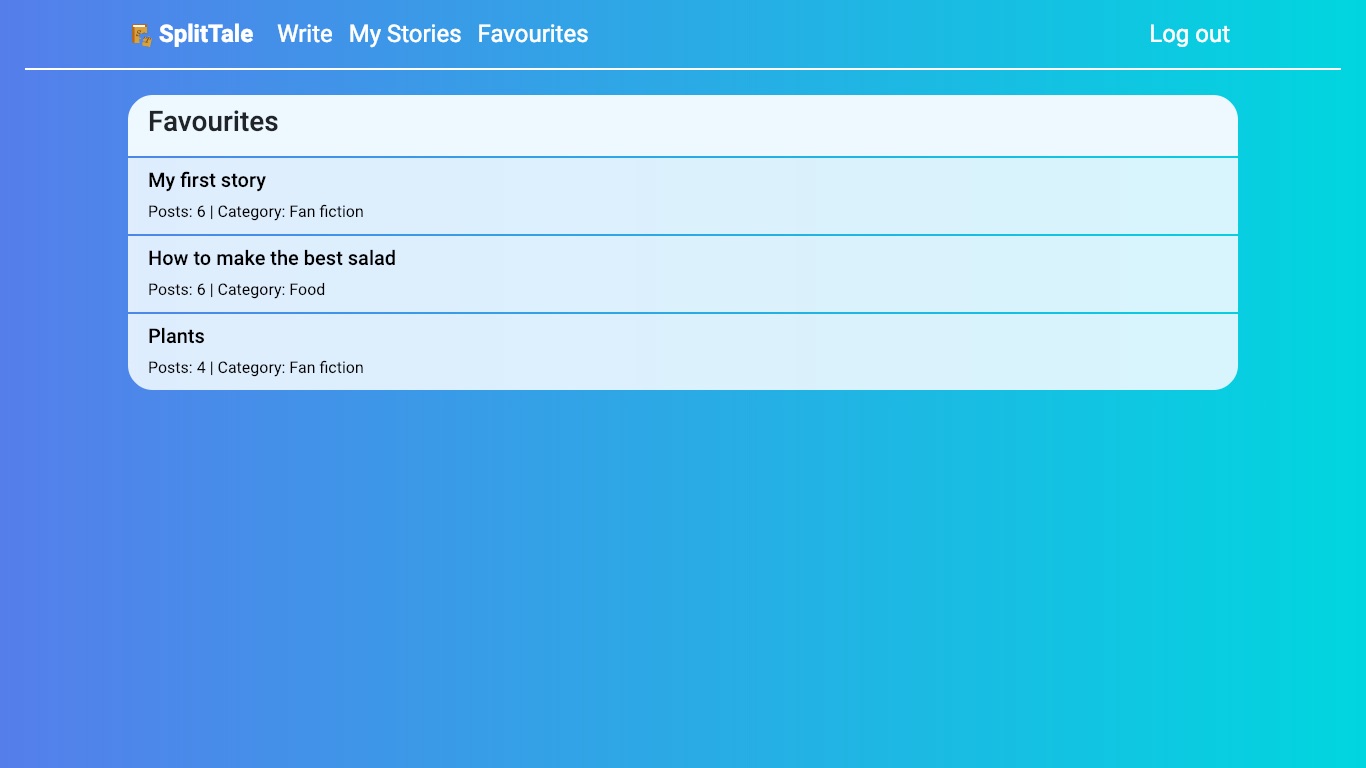 SplitTale Write My Stories Favourites Log out
Favourites
My first story
Posts: 6 | Category: Fan fiction
How to make the best salad
Posts: 6 | Category: Food
Plants
Posts: 4 | Category: Fan fiction